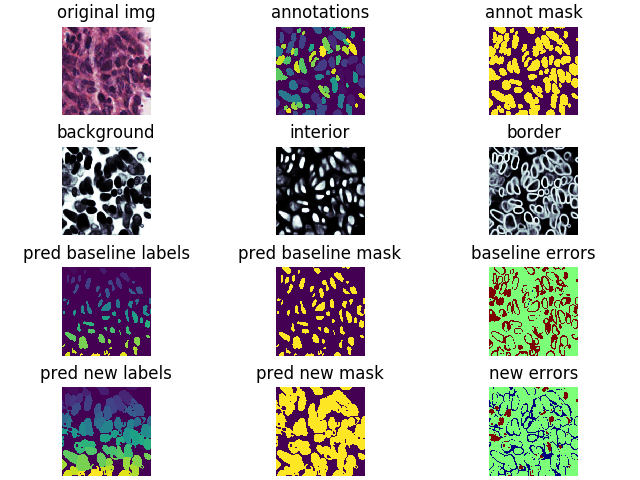 original img
annotations
annot mask
background
interior
border
pred baseline labels
pred baseline mask
baseline errors
pred new labels
pred new mask
new errors